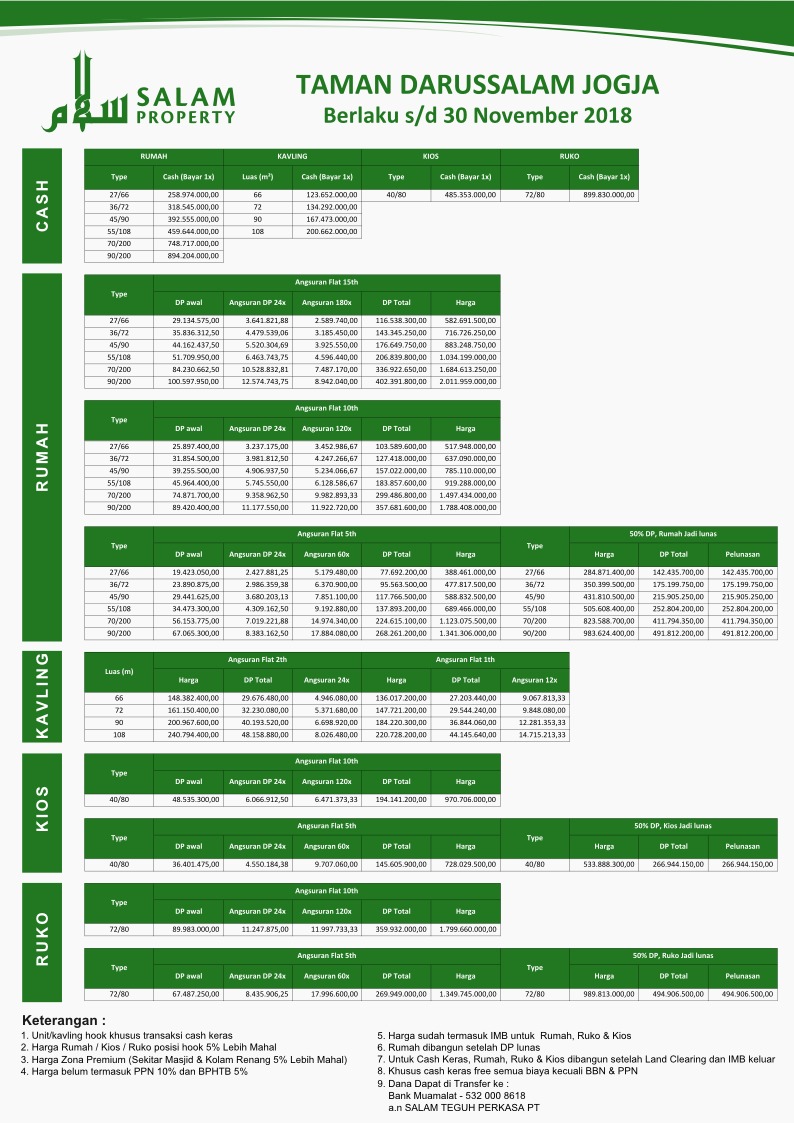 SALAM
PROPERTY
TAMAN DARUSSALAM JOGJA
Berlaku s/d 30 November 2018
CASH
RUMAH KAVLING KIOS RUKO
Type Cash (Bayar 1x) Luas (m²) Cash (Bayar 1x) Type Cash (Bayar 1x) Type Cash (Bayar 1x)
27/66 258.974.000,00 66 123.652.000,00 40/80 485.353.000,00 72/80 899.830.000,00
36/72 318.545.000,00 72 134.292.000,00
45/90 392.555.000,00 90 167.473.000,00
55/108 459.644.000,00 108 200.662.000,00
70/200 748.717.000,00
90/200 894.204.000,00
RUMAH
Type Angsuran Flat 15th
DP awal Angsuran DP 24x Angsuran 180x DP Total Harga
27/66 29.134.575,00 3.641.821,88 2.589.740,00 116.538.300,00 582.691.500,00
36/72 35.836.312,50 4.479.539,06 3.185.450,00 143.345.250,00 716.726.250,00
45/90 44.162.437,50 5.520.304,69 3.925.550,00 176.649.750,00 883.248.750,00
55/108 51.709.950,00 6.463.743,75 4.596.440,00 206.839.800,00 1.034.199.000,00
70/200 84.230.662,50 10.528.832,81 7.487.170,00 336.922.650,00 1.684.613.250,00
90/200 100.597.950,00 12.574.743,75 8.942.040,00 402.391.800,00 2.011.959.000,00
Type Angsuran Flat 10th
DP awal Angsuran DP 24x Angsuran 120x DP Total Harga
27/66 25.897.400,00 3.237.175,00 3.452.986,67 103.589.600,00 517.948.000,00
36/72 31.854.500,00 3.981.812,50 4.247.266,67 127.418.000,00 637.090.000,00
45/90 39.255.500,00 4.906.937,50 5.234.066,67 157.022.000,00 785.110.000,00
55/108 45.964.400,00 5.745.550,00 6.128.586,67 183.857.600,00 919.288.000,00
70/200 74.871.700,00 9.358.962,50 9.982.893,33 299.486.800,00 1.497.434.000,00
90/200 89.420.400,00 11.177.550,00 11.922.720,00 357.681.600,00 1.788.408.000,00
Type Angsuran Flat 5th Type 50% DP, Rumah Jadi lunas
DP awal Angsuran DP 24x Angsuran 60x DP Total Harga Harga DP Total Pelunasan
27/66 19.423.050,00 2.427.881,25 5.179.480,00 77.692.200,00 388.461.000,00 27/66 284.871.400,00 142.435.700,00 142.435.700,00
36/72 23.890.875,00 2.986.359,38 6.370.900,00 95.563.500,00 477.817.500,00 36/72 350.399.500,00 175.199.750,00 175.199.750,00
45/90 29.441.625,00 3.680.203,13 7.851.100,00 117.766.500,00 588.832.500,00 45/90 431.810.500,00 215.905.250,00 215.905.250,00
55/108 34.473.300,00 4.309.162,50 9.192.880,00 137.893.200,00 689.466.000,00 55/108 505.608.400,00 252.804.200,00 252.804.200,00
70/200 56.153.775,00 7.019.221,88 14.974.340,00 224.615.100,00 1.123.075.500,00 70/200 823.588.700,00 411.794.350,00 411.794.350,00
90/200 67.065.300,00 8.383.162,50 17.884.080,00 268.261.200,00 1.341.306.000,00 90/200 983.624.400,00 491.812.200,00 491.812.200,00
KAVLING
Luas (m) Angsuran Flat 2th Angsuran Flat 1th
Harga DP Total Angsuran 24x Harga DP Total Angsuran 12x
66 148.382.400,00 29.676.480,00 4.946.080,00 136.017.200,00 27.203.440,00 9.067.813,33
72 161.150.400,00 32.230.080,00 5.371.680,00 147.721.200,00 29.544.240,00 9.848.080,00
90 200.967.600,00 40.193.520,00 6.698.920,00 184.220.300,00 36.844.060,00 12.281.353,33
108 240.794.400,00 48.158.880,00 8.026.480,00 220.728.200,00 44.145.640,00 14.715.213,33
KIOS
Type Angsuran Flat 10th
DP awal Angsuran DP 24x Angsuran 120x DP Total Harga
40/80 48.535.300,00 6.066.912,50 6.471.373,33 194.141.200,00 970.706.000,00
Type Angsuran Flat 5th Type 50% DP, Kios Jadi lunas
DP awal Angsuran DP 24x Angsuran 60x DP Total Harga Harga DP Total Pelunasan
40/80 36.401.475,00 4.550.184,38 9.707.060,00 145.605.900,00 728.029.500,00 40/80 533.888.300,00 266.944.150,00 266.944.150,00
RUKO
Type Angsuran Flat 10th
DP awal Angsuran DP 24x Angsuran 120x DP Total Harga
72/80 89.983.000,00 11.247.875,00 11.997.733,33 359.932.000,00 1.799.660.000,00
Type Angsuran Flat 5th Type 50% DP, Ruko Jadi lunas
DP awal Angsuran DP 24x Angsuran 60x DP Total Harga Harga DP Total Pelunasan
72/80 67.487.250,00 8.435.906,25 17.996.600,00 269.949.000,00 1.349.745.000,00 72/80 989.813.000,00 494.906.500,00 494.906.500,00
Keterangan :
1. Unit/kavling hook khusus transaksi cash keras
2. Harga Rumah / Kios / Ruko posisi hook 5% Lebih Mahal
3. Harga Zona Premium (Sekitar Masjid & Kolam Renang 5% Lebih Mahal)
4. Harga belum termasuk PPN 10% dan BPHTB 5%
5. Harga sudah termasuk IMB untuk Rumah, Ruko & Kios
6. Rumah dibangun setelah DP lunas
7. Untuk Cash Keras, Rumah, Ruko & Kios dibangun setelah Land Clearing dan IMB keluar
8. Khusus cash keras free semua biaya kecuali BBN & PPN
9. Dana Dapat di Transfer ke :
Bank Muamalat - 532 000 8618
a.n SALAM TEGUH PERKASA PT